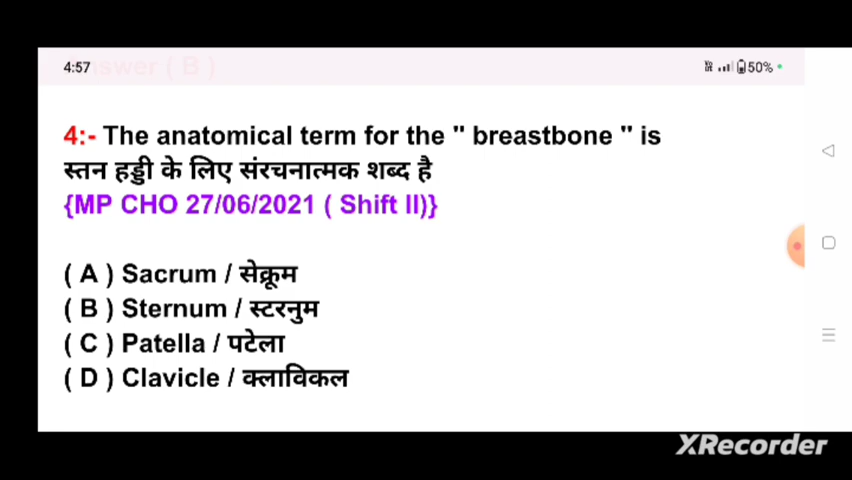 4:57 nswer ( B ) 50%
4:- The anatomical term for the " breastbone " is
स्तन हड्डी के लिए संरचनात्मक शब्द है
{MP CHO 27/06/2021 ( Shift II)}
( A ) Sacrum / सेक्रूम
( B ) Sternum / स्टरनुम
( C ) Patella / पटेला
( D ) Clavicle / क्लाविकल
XRecorder